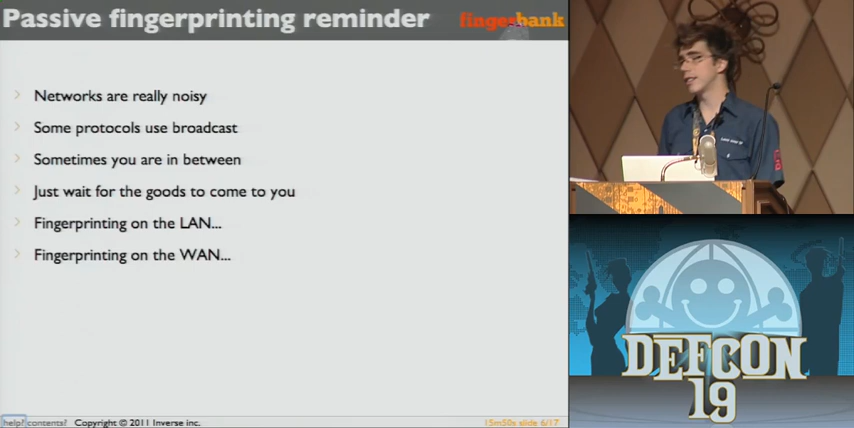 Passive fingerprinting reminder
fingerbank
Networks are really noisy
Some protocols use broadcast
Sometimes you are in between
Just wait for the goods to come to you
Fingerprinting on the LAN...
Fingerprinting on the WAN...
help? contents? Copyright © 2011 Inverse inc.
15m50s slide 6/17
DEFCON
19